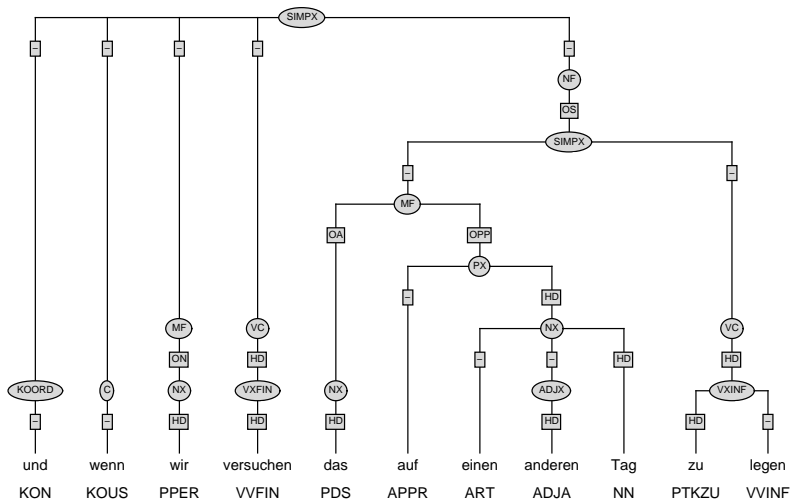 SIMPX
– – – – –
NF
OS
SIMPX
– –
MF
OA OPP
PX
– HD
MF VC NX VC
ON HD – – HD HD
KOORD C NX VXFIN NX ADJX VXINF
– – HD HD HD HD HD –
und wenn wir versuchen das auf einen anderen Tag zu legen
KON KOUS PPER VVFIN PDS APPR ART ADJA NN PTKZU VVINF